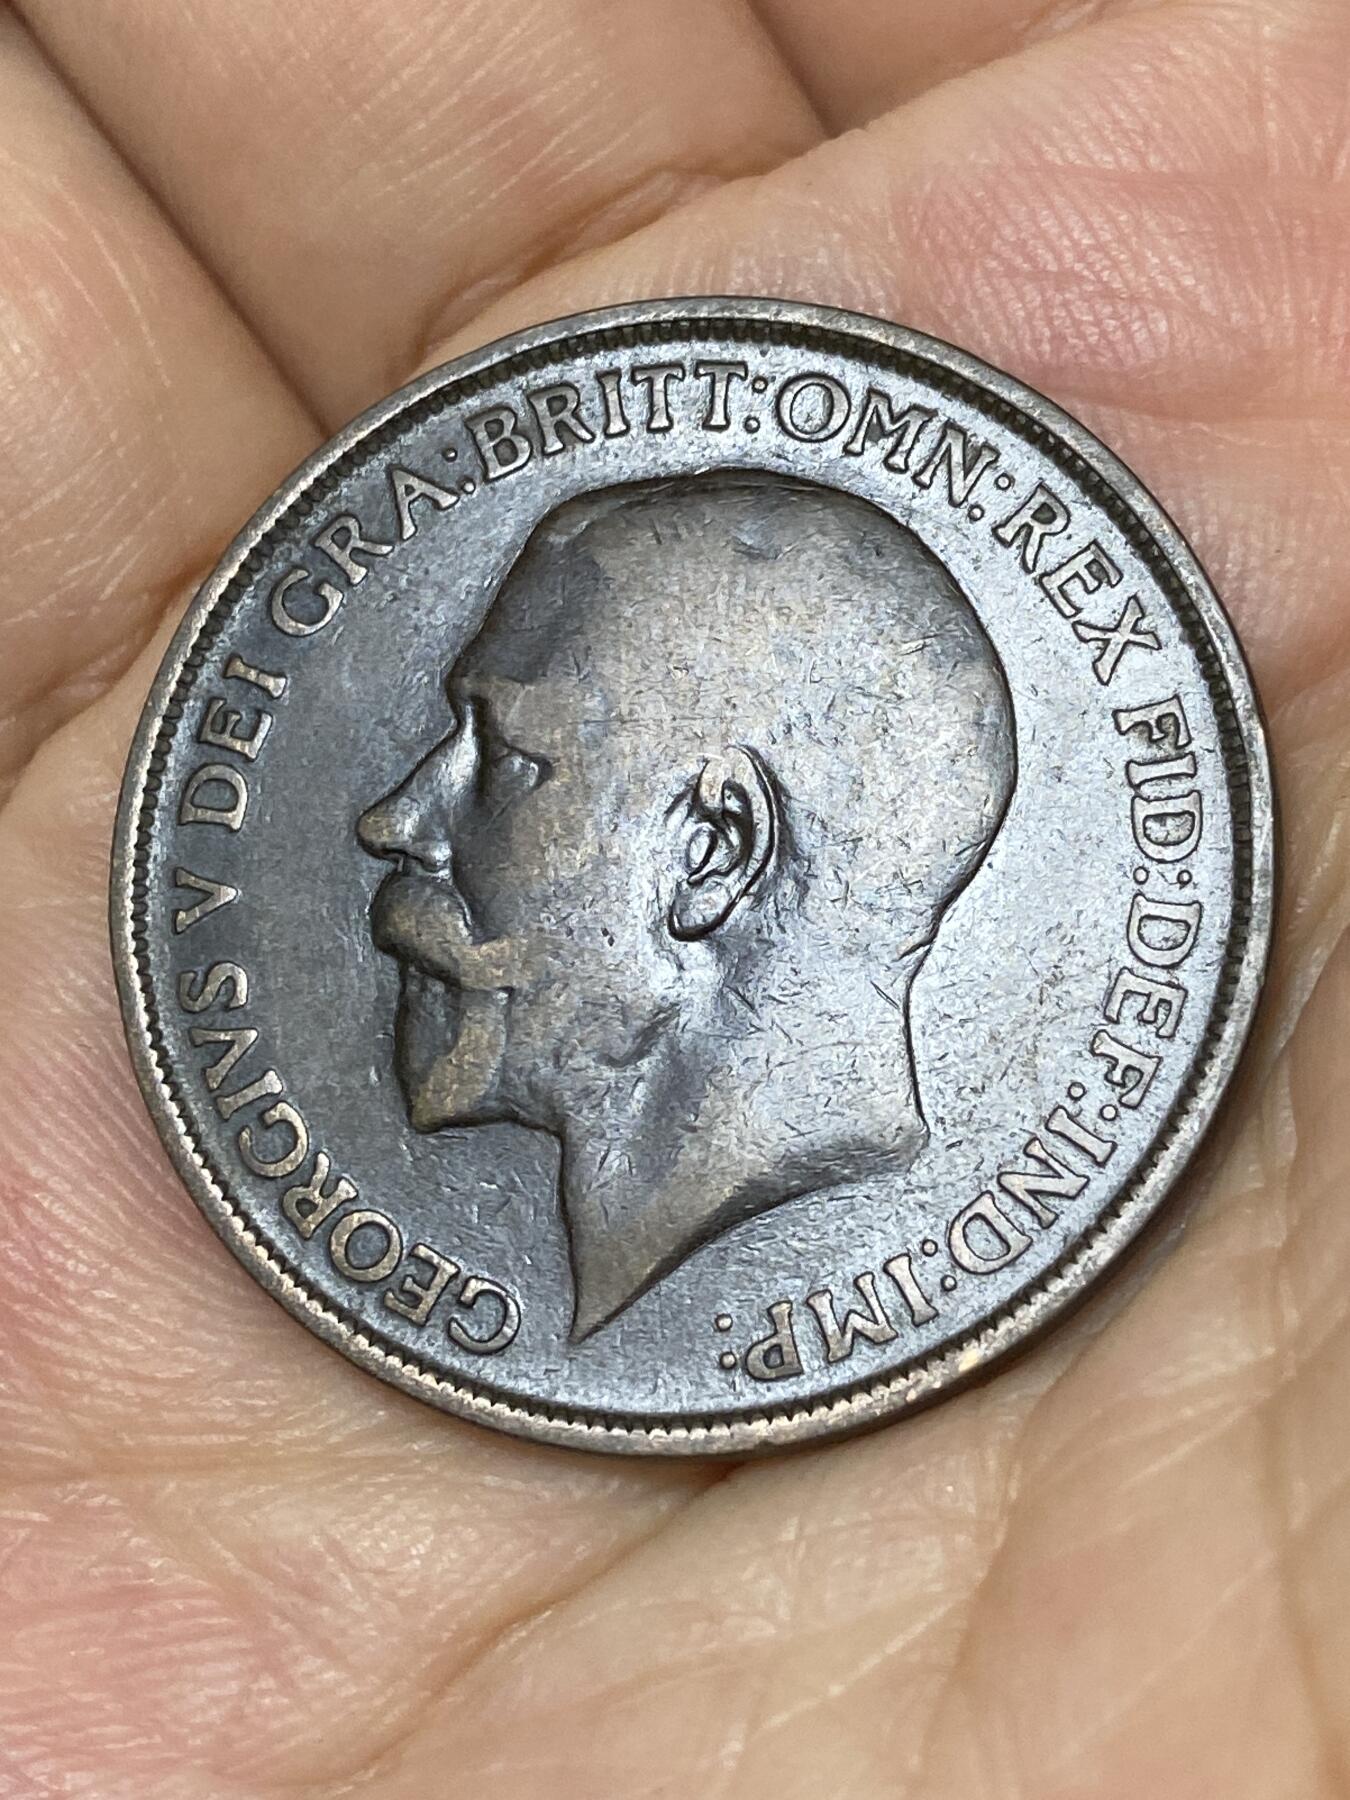 GEORGIVS V DEI GRA: BRITT: OMN: REX FID: DEF: IND: IMP: